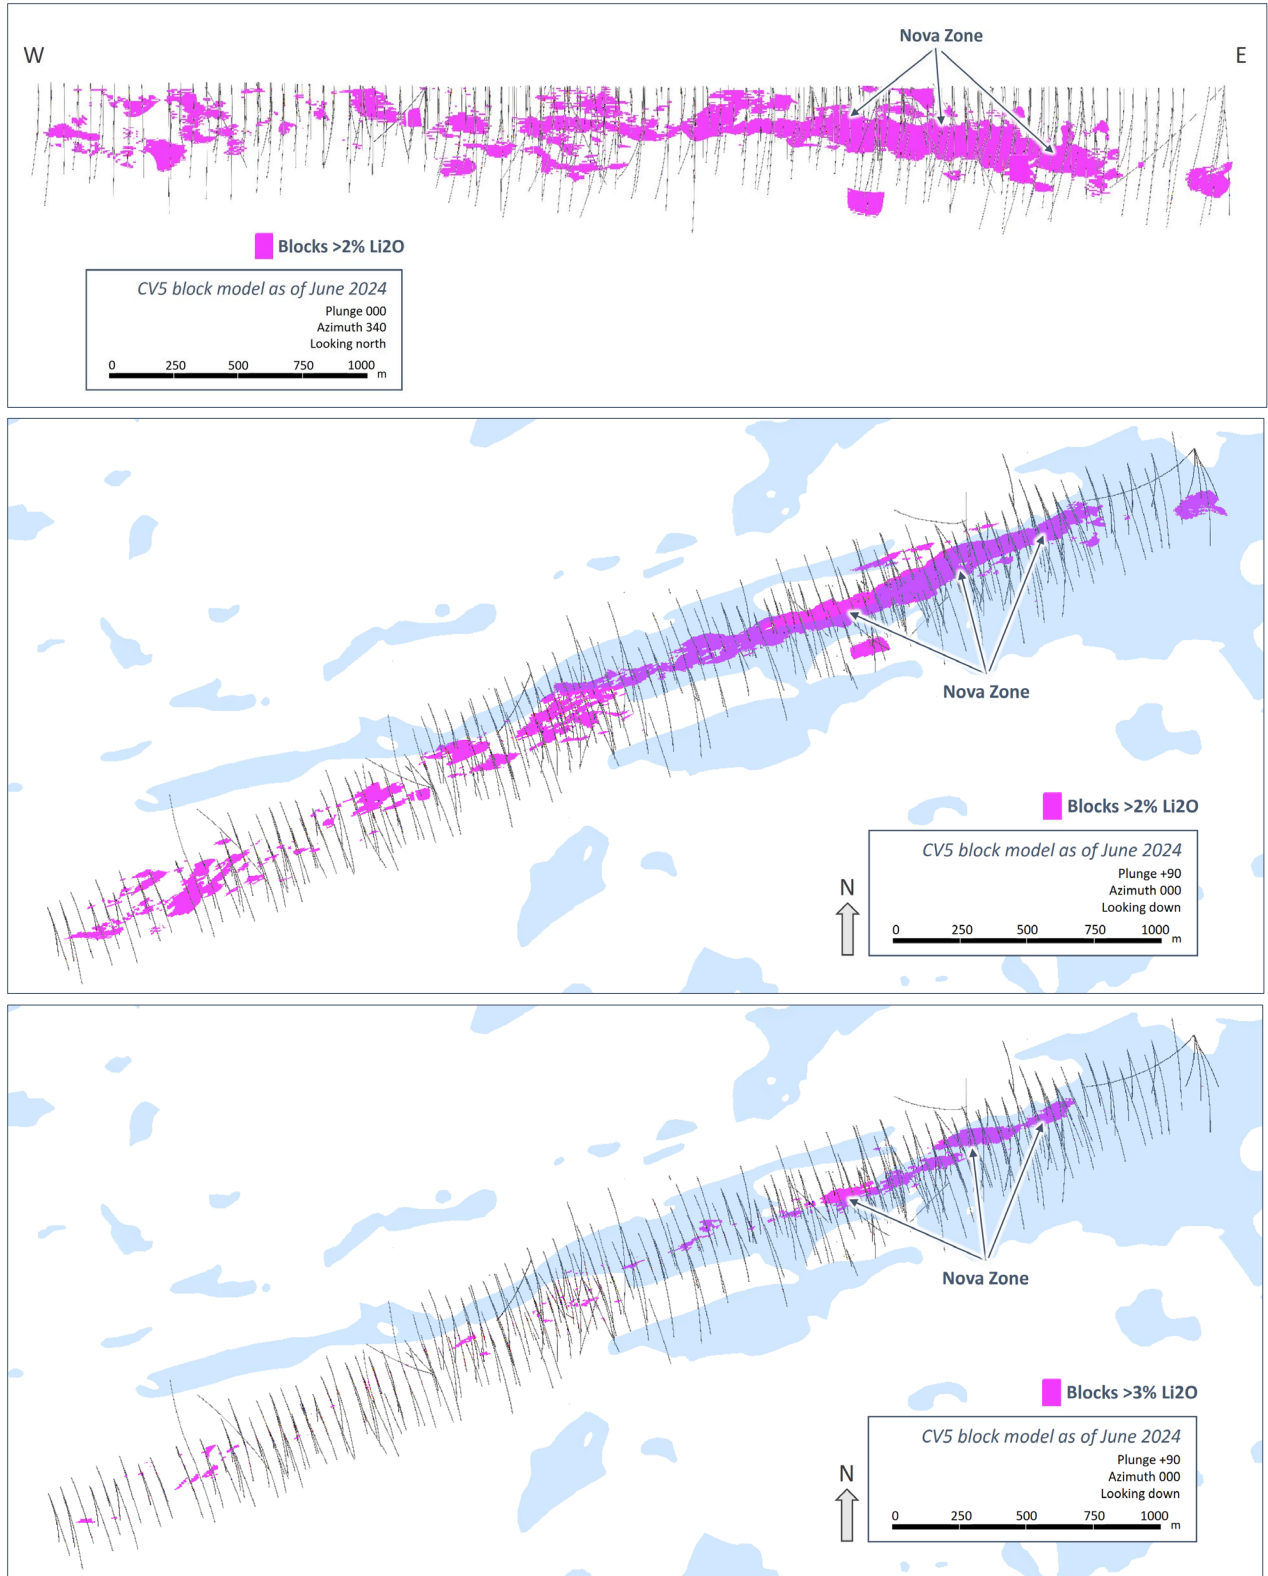 Nova Zone
W
E
Blocks >2% Li2O
CV5 block model as of June 2024
Plunge 000
Azimuth 340
Looking north
0 250 500 750 1000 m
Nova Zone
Blocks >2% Li2O
CV5 block model as of June 2024
Plunge +90
Azimuth 000
Looking down
N
0 250 500 750 1000 m
Nova Zone
Blocks >3% Li2O
CV5 block model as of June 2024
Plunge +90
Azimuth 000
Looking down
N
0 250 500 750 1000 m